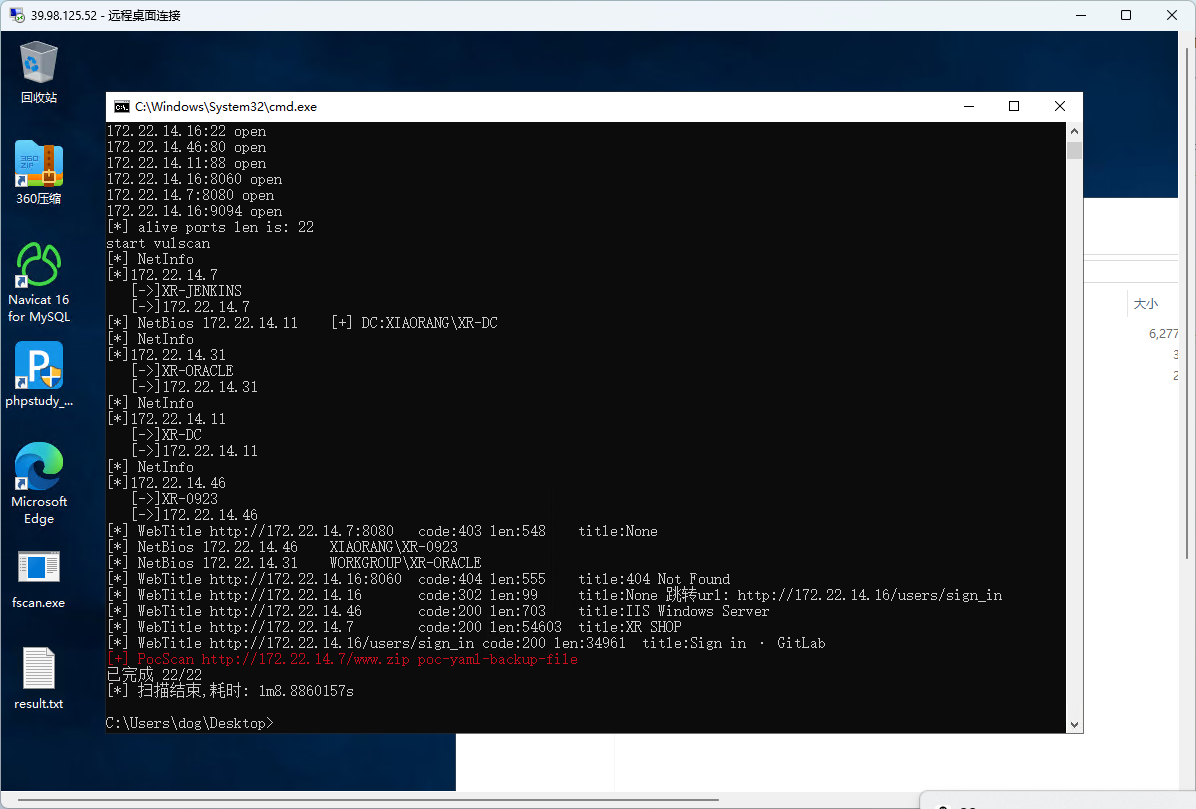 39.98.125.52 - 远程桌面连接
回收站
360压缩
Navicat 16
for MySQL
phpstudy_...
Microsoft
Edge
fscan.exe
result.txt
C:\Windows\System32\cmd.exe
172.22.14.16:22 open
172.22.14.46:80 open
172.22.14.11:88 open
172.22.14.16:8060 open
172.22.14.7:8080 open
172.22.14.16:9094 open
[*] alive ports len is: 22
start vulscan
[*] NetInfo
[*]172.22.14.7
[->]XR-JENKINS
[->]172.22.14.7
[*] NetBios 172.22.14.11 [+] DC:XIAORANG\XR-DC
[*] NetInfo
[*]172.22.14.31
[->]XR-ORACLE
[->]172.22.14.31
[*] NetInfo
[*]172.22.14.11
[->]XR-DC
[->]172.22.14.11
[*] NetInfo
[*]172.22.14.46
[->]XR-0923
[->]172.22.14.46
[*] WebTitle http://172.22.14.7:8080 code:403 len:548 title:None
[*] NetBios 172.22.14.46 XIAORANG\XR-0923
[*] NetBios 172.22.14.31 WORKGROUP\XR-ORACLE
[*] WebTitle http://172.22.14.16:8060 code:404 len:555 title:404 Not Found
[*] WebTitle http://172.22.14.16 code:302 len:99 title:None 跳转url: http://172.22.14.16/users/sign_in
[*] WebTitle http://172.22.14.46 code:200 len:703 title:IIS Windows Server
[*] WebTitle http://172.22.14.7 code:200 len:54603 title:XR SHOP
[*] WebTitle http://172.22.14.16/users/sign_in code:200 len:34961 title:Sign in · GitLab
[+] PocScan http://172.22.14.7/www.zip poc-yaml-backup-file
已完成 22/22
[*] 扫描结束,耗时: 1m8.8860157s
C:\Users\dog\Desktop>
大小
6,277
3
2